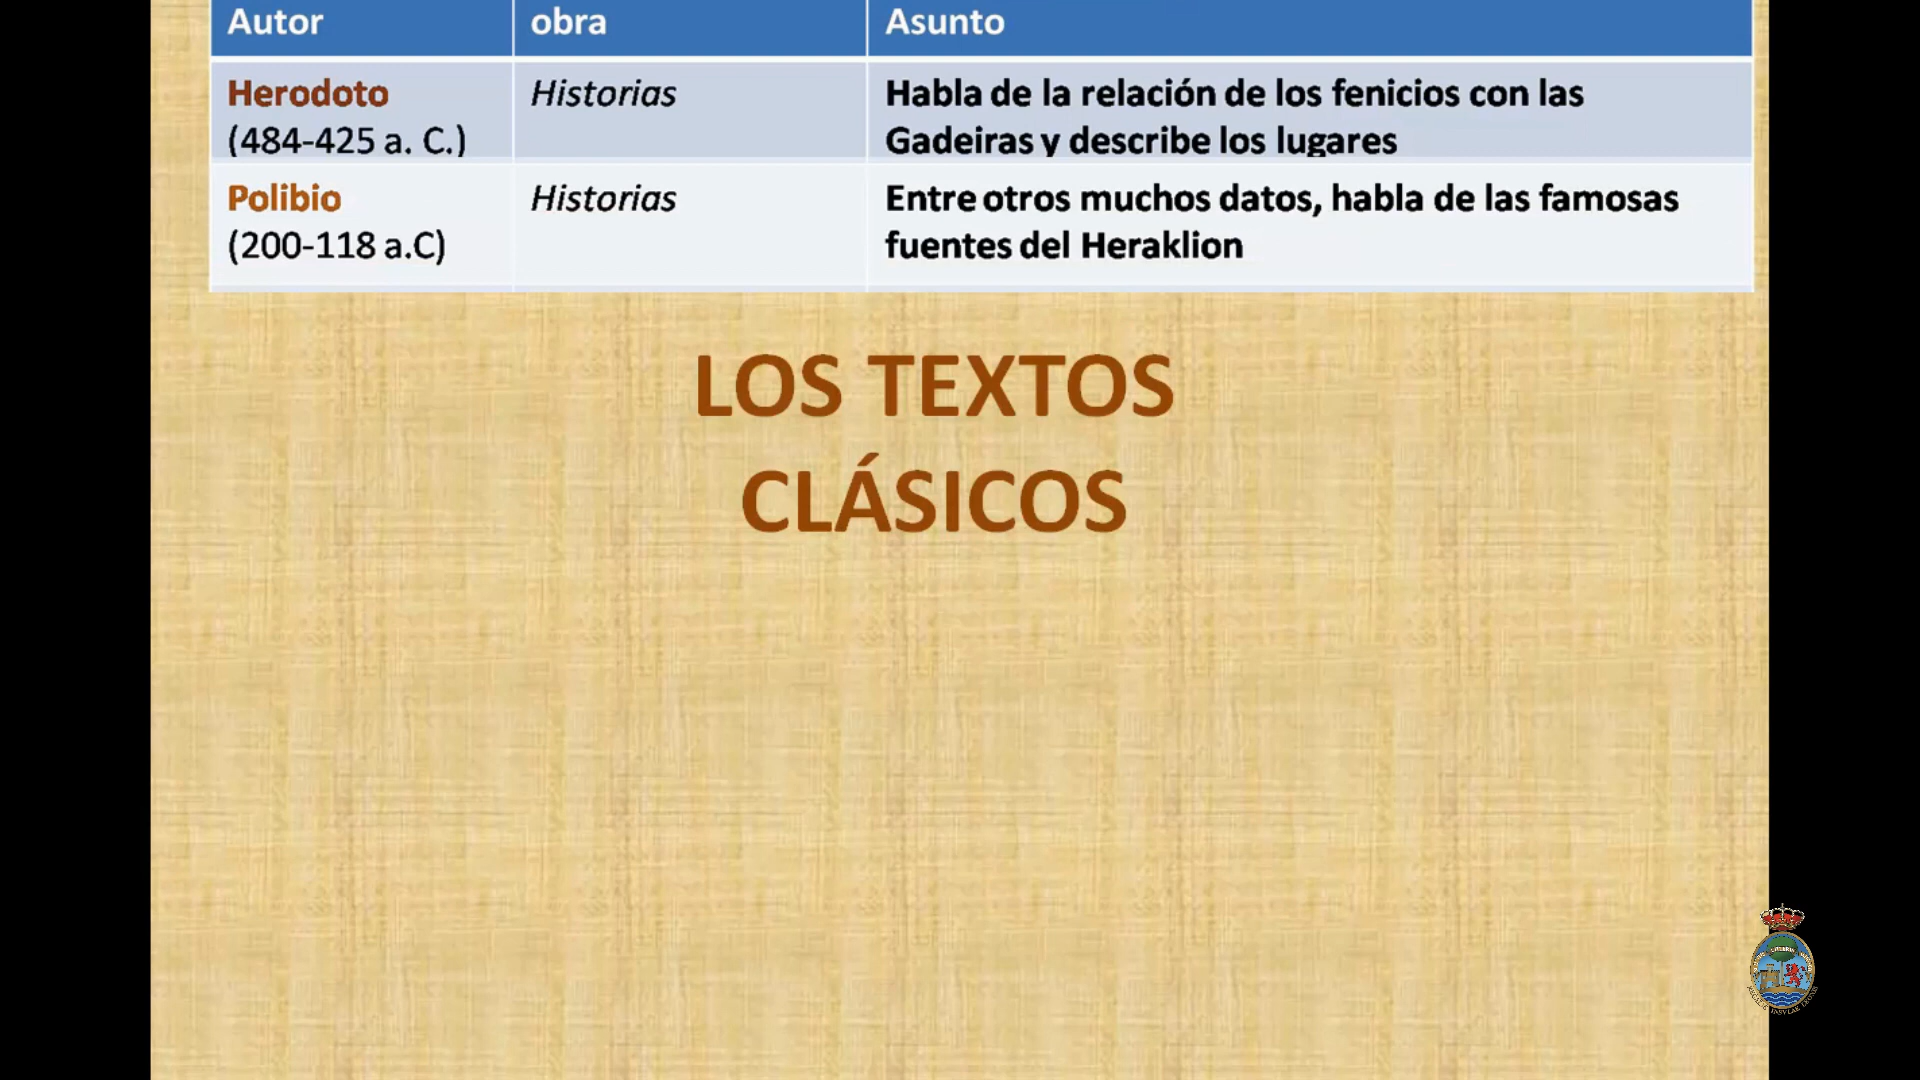 Autor obra Asunto
Herodoto Historias Habla de la relación de los fenicios con las
(484-425 a. C.) Gadeiras y describe los lugares
Polibio Historias Entre otros muchos datos, habla de las famosas
(200-118 a.C) fuentes del Heraklion
LOS TEXTOS
CLÁSICOS